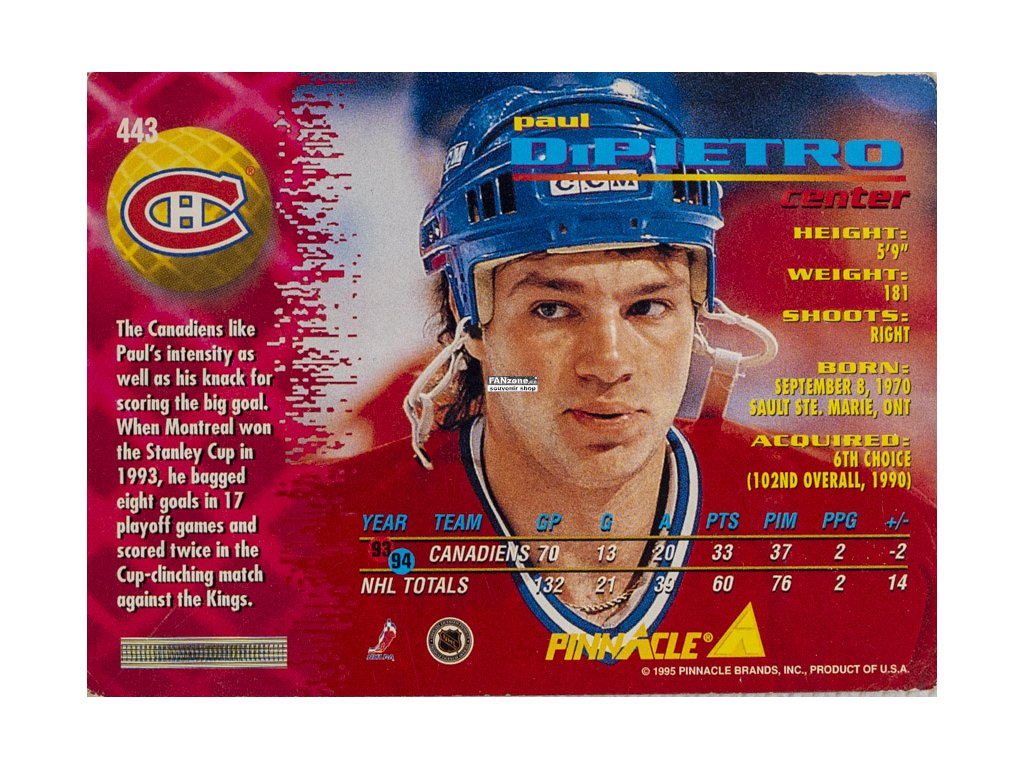 443
The Canadiens like
Paul's intensity as
well as his knack for
scoring the big goal.
When Montreal won
the Stanley Cup in
1993, he bagged
eight goals in 17
playoff games and
scored twice in the
Cup-clinching match
against the Kings.
paul
DiPIETRO
center
CCM
HEIGHT:
5'9"
WEIGHT:
181
SHOOTS:
RIGHT
BORN:
SEPTEMBER 8, 1970
SAULT STE. MARIE, ONT
ACQUIRED:
6TH CHOICE
(102ND OVERALL, 1990)
FANzone
souvenir shop
YEAR TEAM GP G A PTS PIM PPG +/-
93 94 CANADIENS 70 13 20 33 37 2 -2
NHL TOTALS 132 21 39 60 76 2 14
NHLPA
NHL
PINNACLE®
© 1995 PINNACLE BRANDS, INC., PRODUCT OF U.S.A.